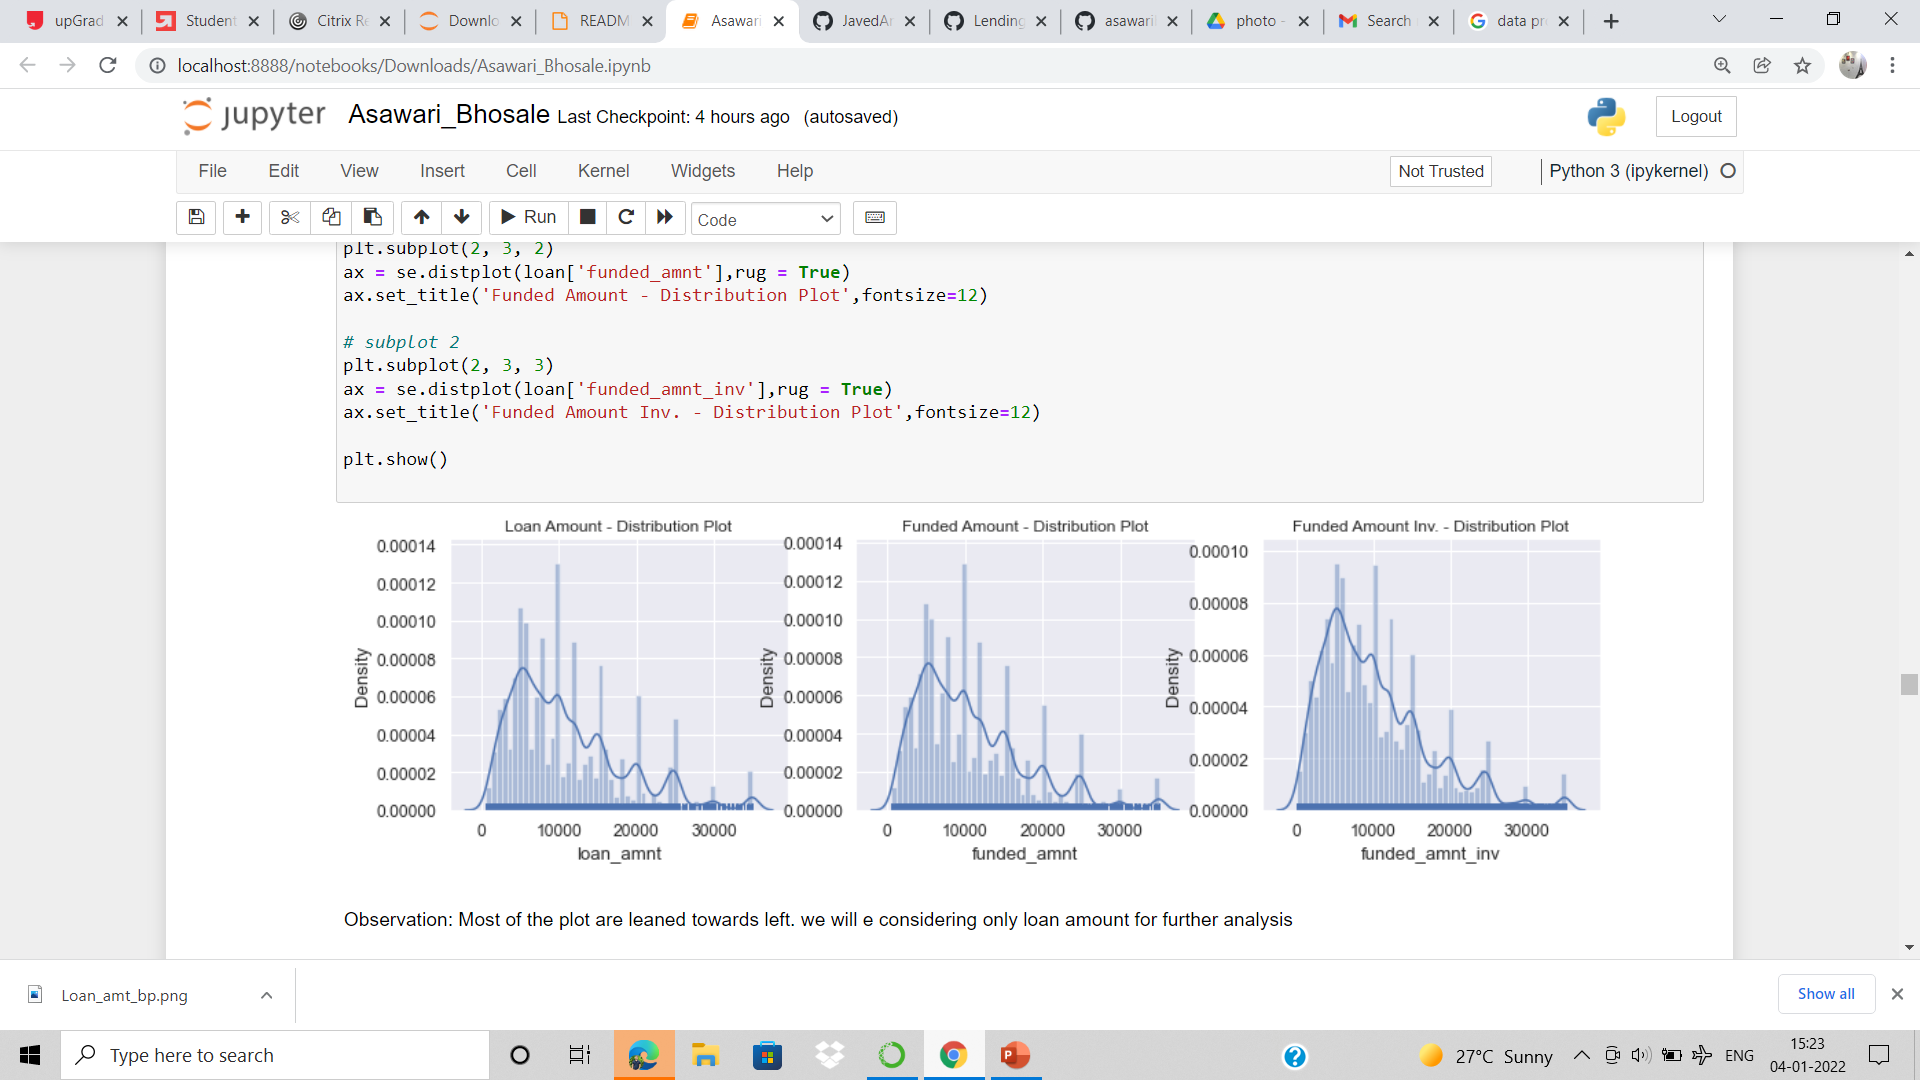 upGrad
Student
Citrix Re
Downlo
READM
Asawari
JavedAr
Lending
asawaril
photo -
Search
data pr
localhost:8888/notebooks/Downloads/Asawari_Bhosale.ipynb
jupyter Asawari_Bhosale Last Checkpoint: 4 hours ago (autosaved)
Logout
File Edit View Insert Cell Kernel Widgets Help
Not Trusted
Python 3 (ipykernel)
Run
Code
plt.subplot(2, 3, 2)
ax = se.distplot(loan['funded_amnt'],rug = True)
ax.set_title('Funded Amount - Distribution Plot',fontsize=12)
# subplot 2
plt.subplot(2, 3, 3)
ax = se.distplot(loan['funded_amnt_inv'],rug = True)
ax.set_title('Funded Amount Inv. - Distribution Plot',fontsize=12)
plt.show()
Loan Amount - Distribution Plot
0.00014
0.00012
0.00010
0.00008
0.00006
0.00004
0.00002
0.00000
Density
0 10000 20000 30000
loan_amnt
Funded Amount - Distribution Plot
0.00014
0.00012
0.00010
0.00008
0.00006
0.00004
0.00002
0.00000
Density
0 10000 20000 30000
funded_amnt
Funded Amount Inv. - Distribution Plot
0.00010
0.00008
0.00006
0.00004
0.00002
0.00000
Density
0 10000 20000 30000
funded_amnt_inv
Observation: Most of the plot are leaned towards left. we will e considering only loan amount for further analysis
Loan_amt_bp.png
Show all
Type here to search
27°C Sunny
ENG
15:23
04-01-2022